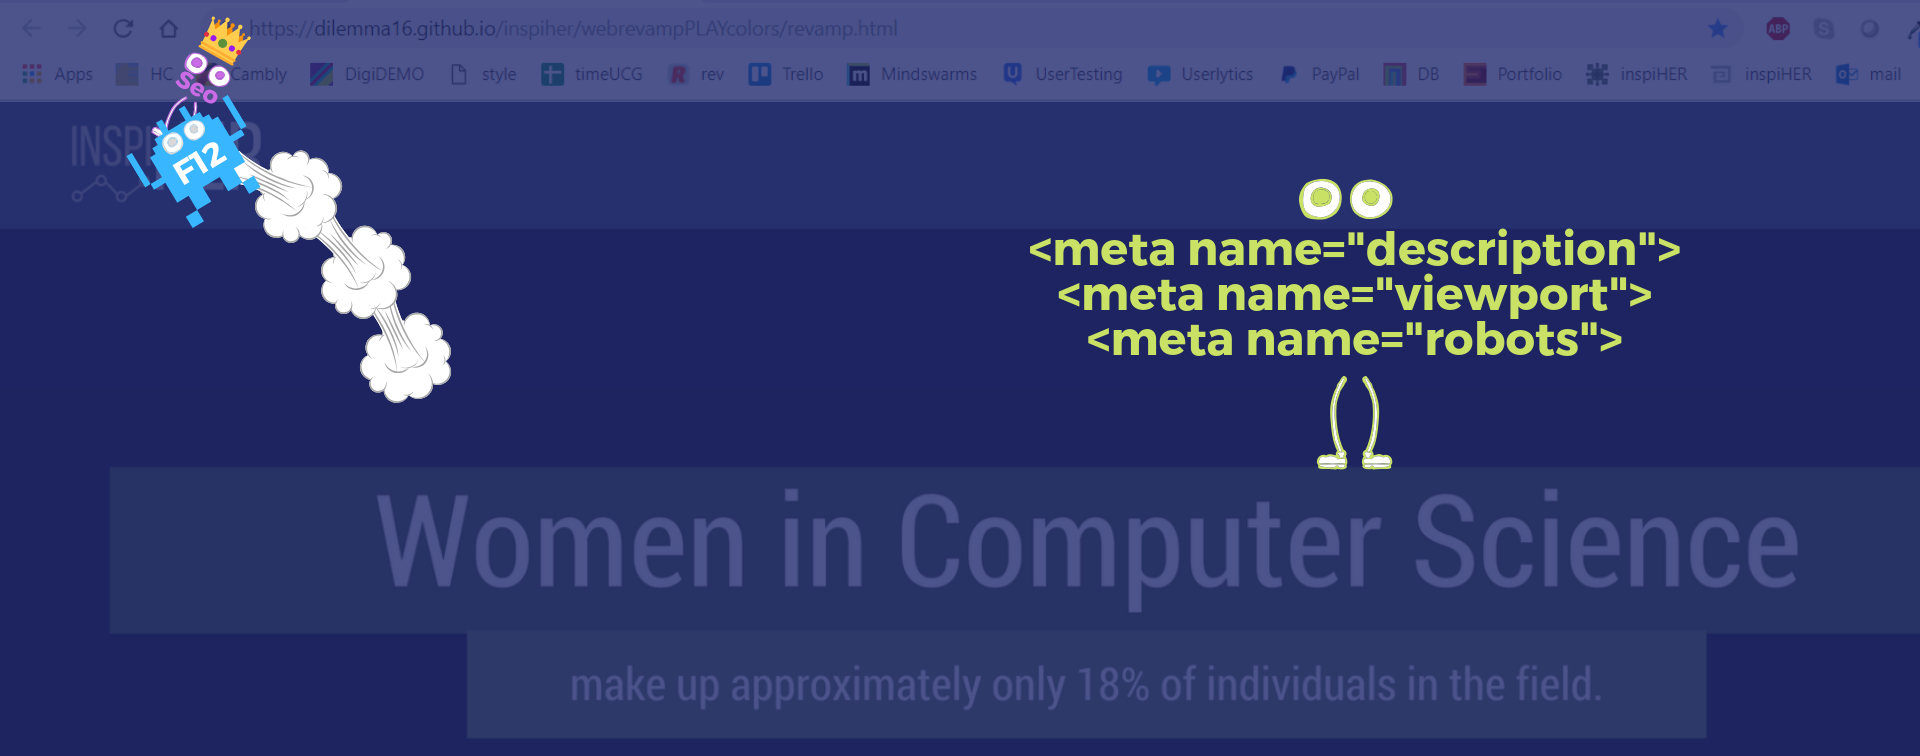 https://dilemma16.github.io/inspiher/webrevampPLAYcolors/revamp.html
ABP
Apps HC Cambly DigiDEMO style timeUCG rev Trello Mindswarms UserTesting Userlytics PayPal DB Portfolio inspiHER inspiHER mail
Seo
INSPI R
F12
<meta name="description">
<meta name="viewport">
<meta name="robots">
Women in Computer Science
make up approximately only 18% of individuals in the field.